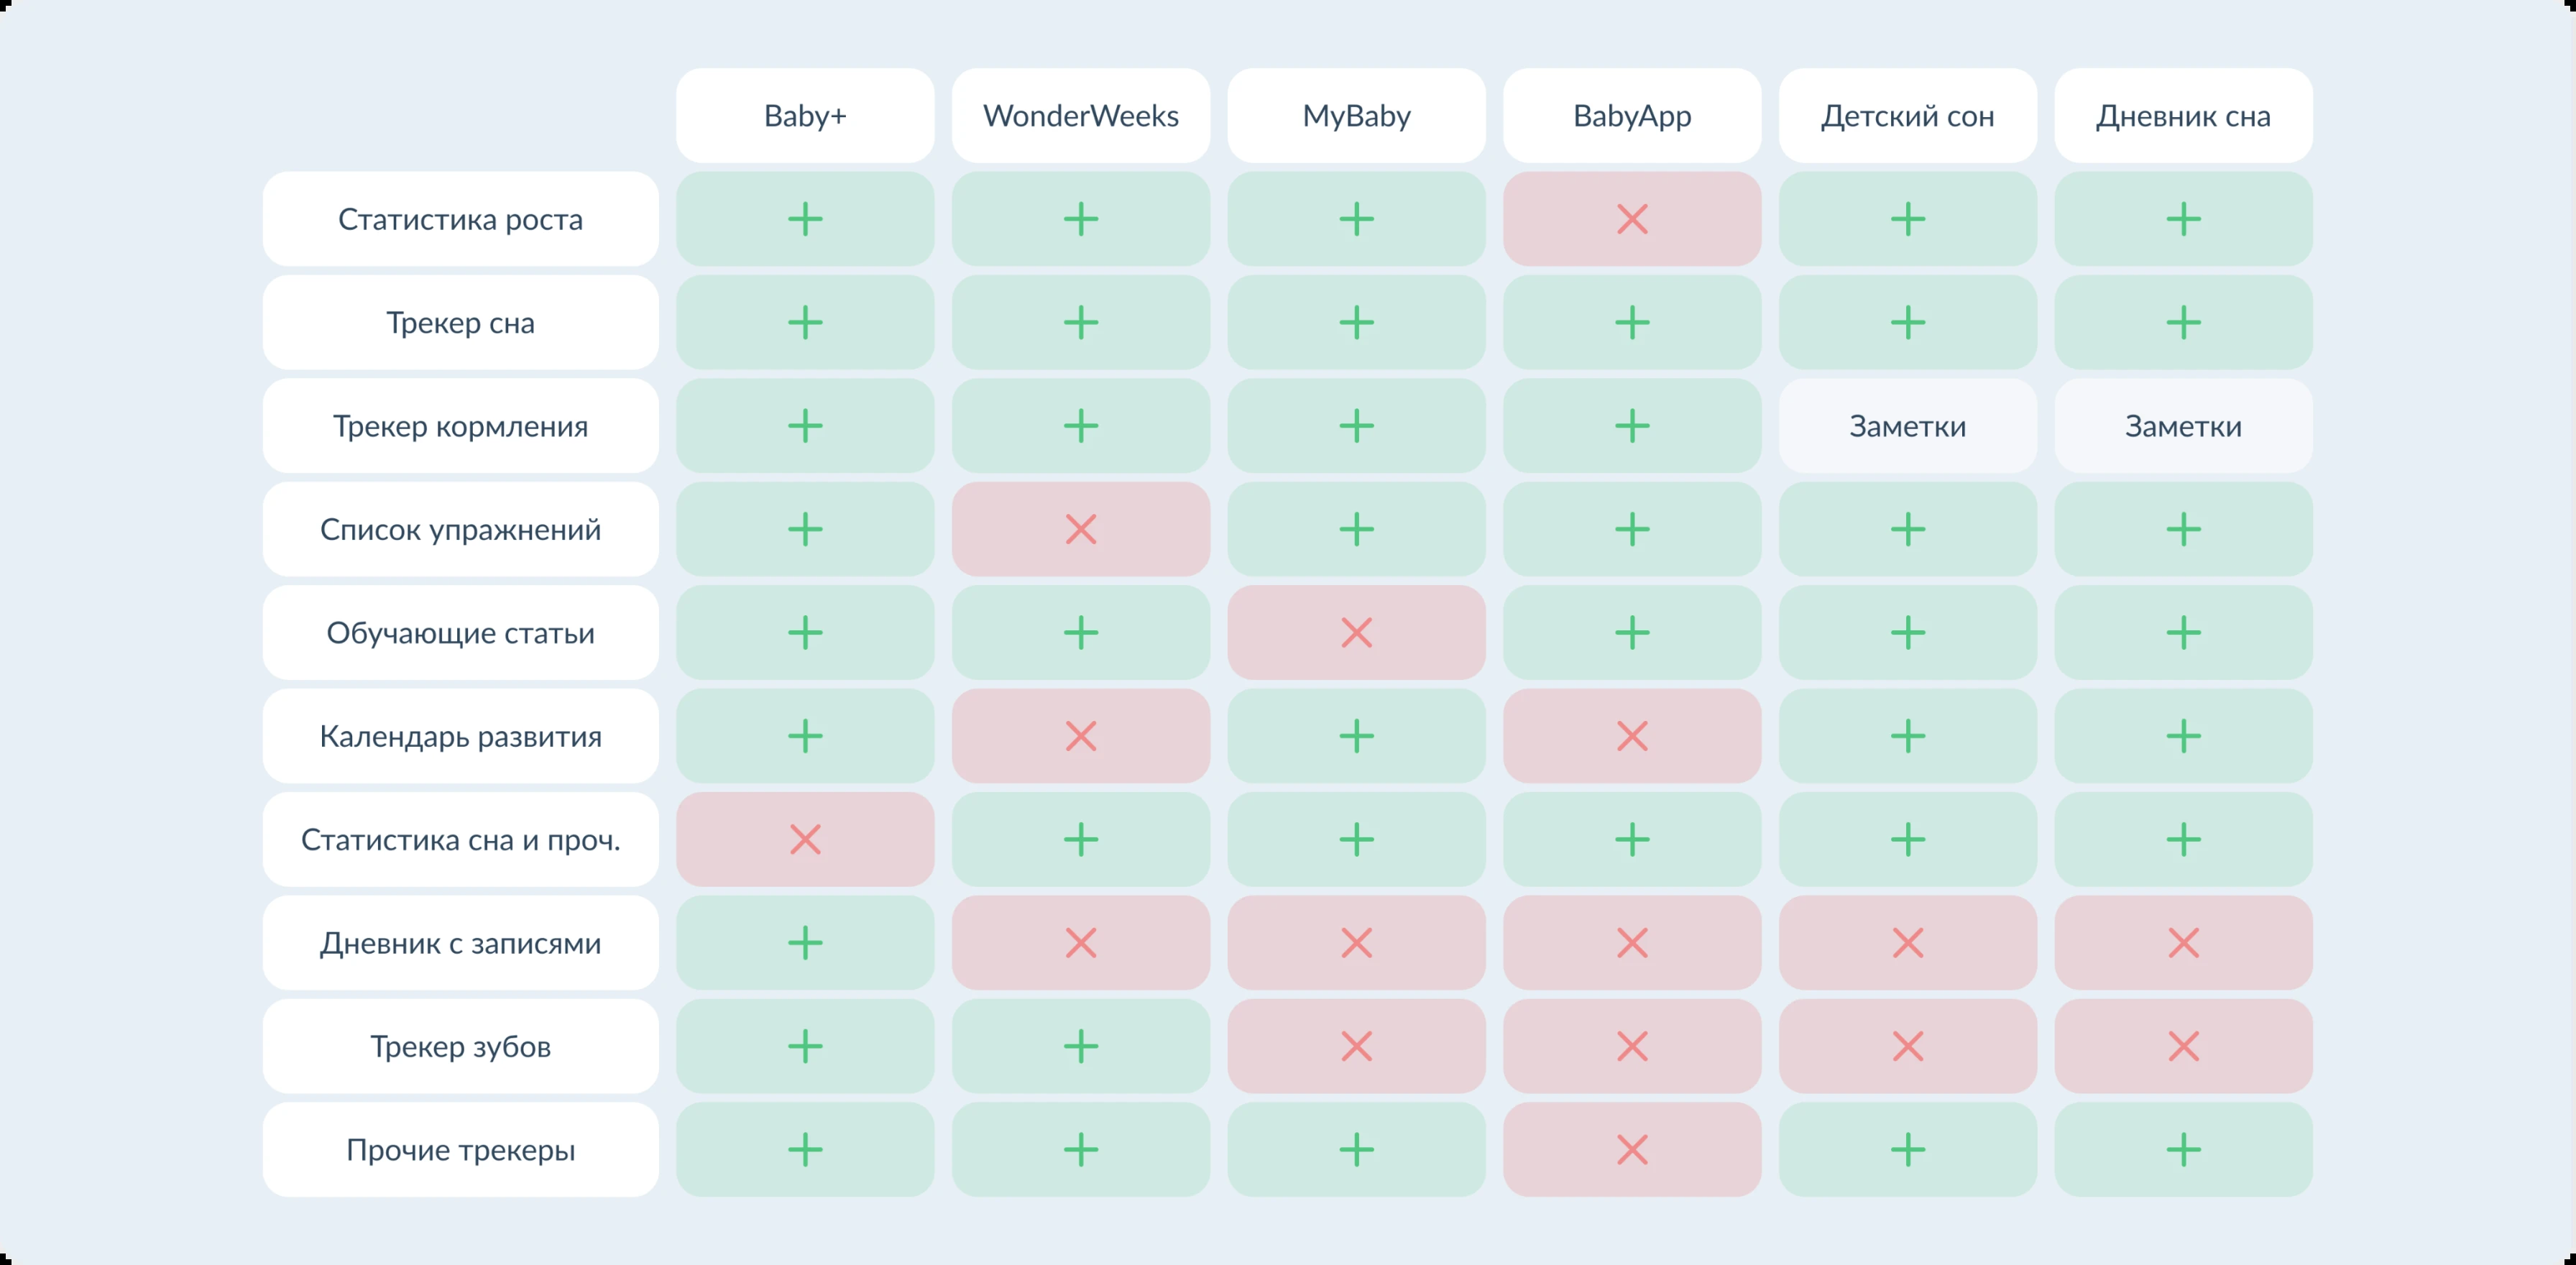 Baby+ WonderWeeks MyBaby BabyApp Детский сон Дневник сна
Статистика роста + + + × + +
Трекер сна + + + + + +
Трекер кормления + + + + Заметки Заметки
Список упражнений + × + + + +
Обучающие статьи + + × + + +
Календарь развития + × + × + +
Статистика сна и проч. × + + + + +
Дневник с записями + × × × × ×
Трекер зубов + + × × × ×
Прочие трекеры + + + × + +